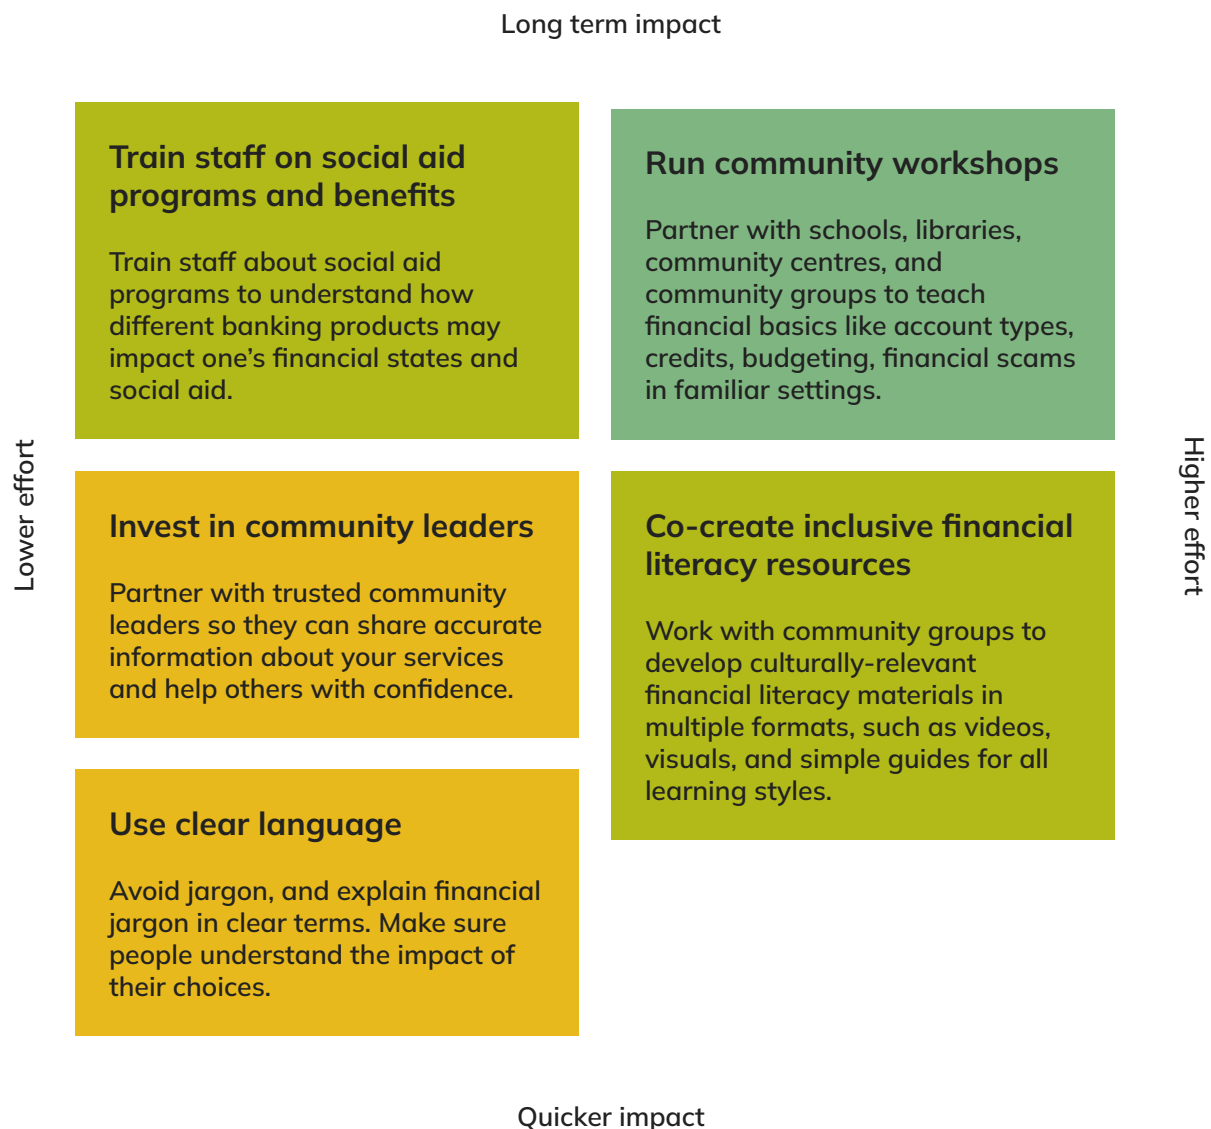 Long term impact
Train staff on social aid
programs and benefits
Train staff about social aid
programs to understand how
different banking products may
impact one’s financial states and
social aid.
Run community workshops
Partner with schools, libraries,
community centres, and
community groups to teach
financial basics like account types,
credits, budgeting, financial scams
in familiar settings.
Lower effort
Higher effort
Invest in community leaders
Partner with trusted community
leaders so they can share accurate
information about your services
and help others with confidence.
Co-create inclusive financial
literacy resources
Work with community groups to
develop culturally-relevant
financial literacy materials in
multiple formats, such as videos,
visuals, and simple guides for all
learning styles.
Use clear language
Avoid jargon, and explain financial
jargon in clear terms. Make sure
people understand the impact of
their choices.
Quicker impact